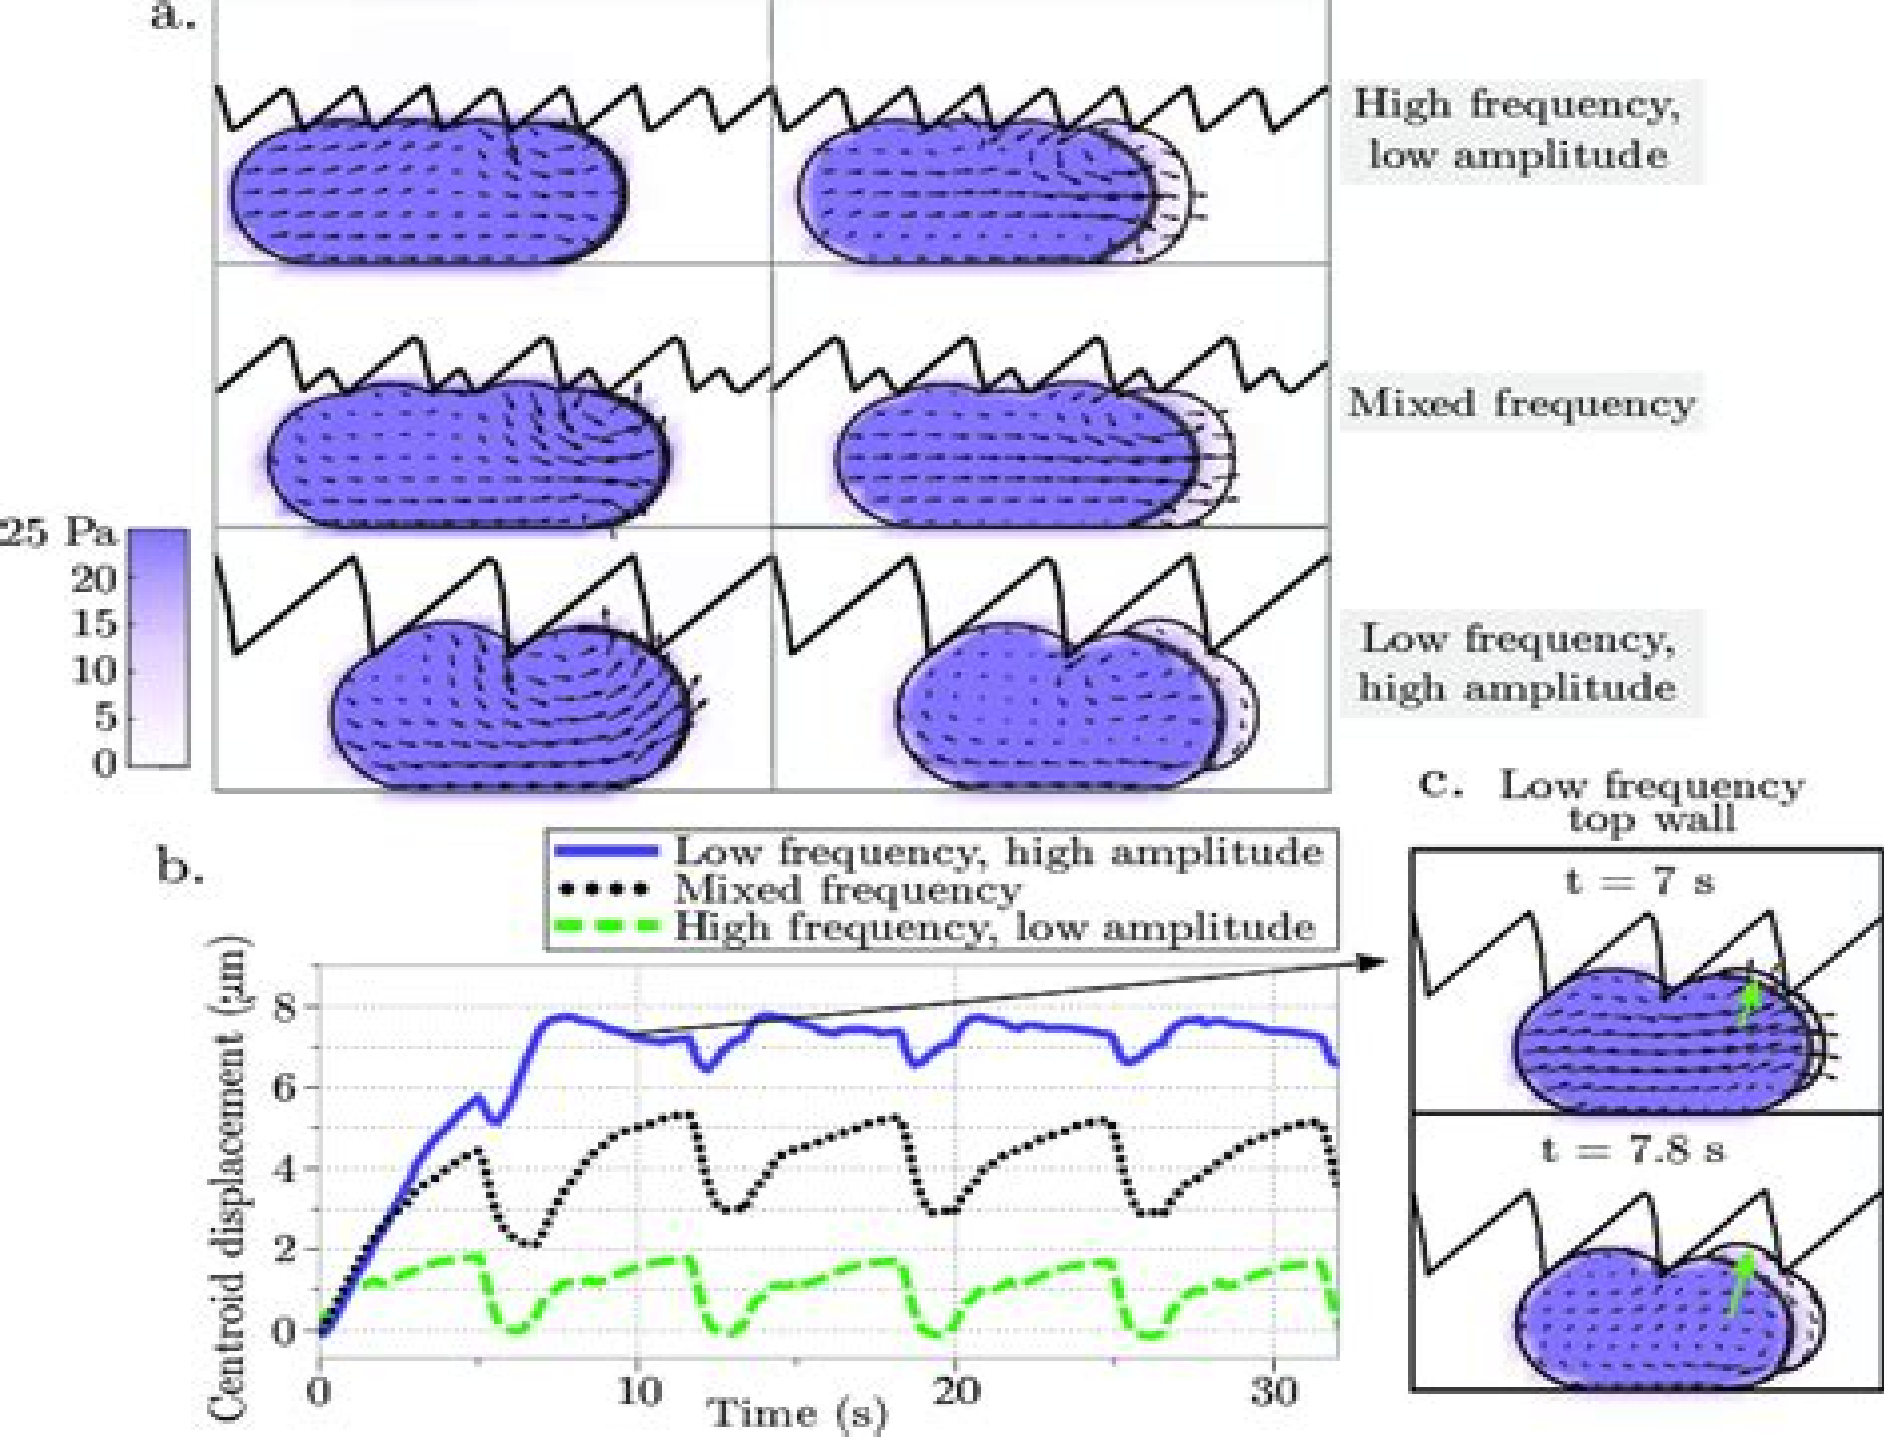 a.
High frequency,
low amplitude
Mixed frequency
25 Pa
20
15
10
5
0
Low frequency,
high amplitude
c. Low frequency
top wall
t = 7 s
t = 7.8 s
b.
Low frequency, high amplitude
Mixed frequency
High frequency, low amplitude
Centroid displacement (μm)
8
6
4
2
0
0 10 20 30
Time (s)